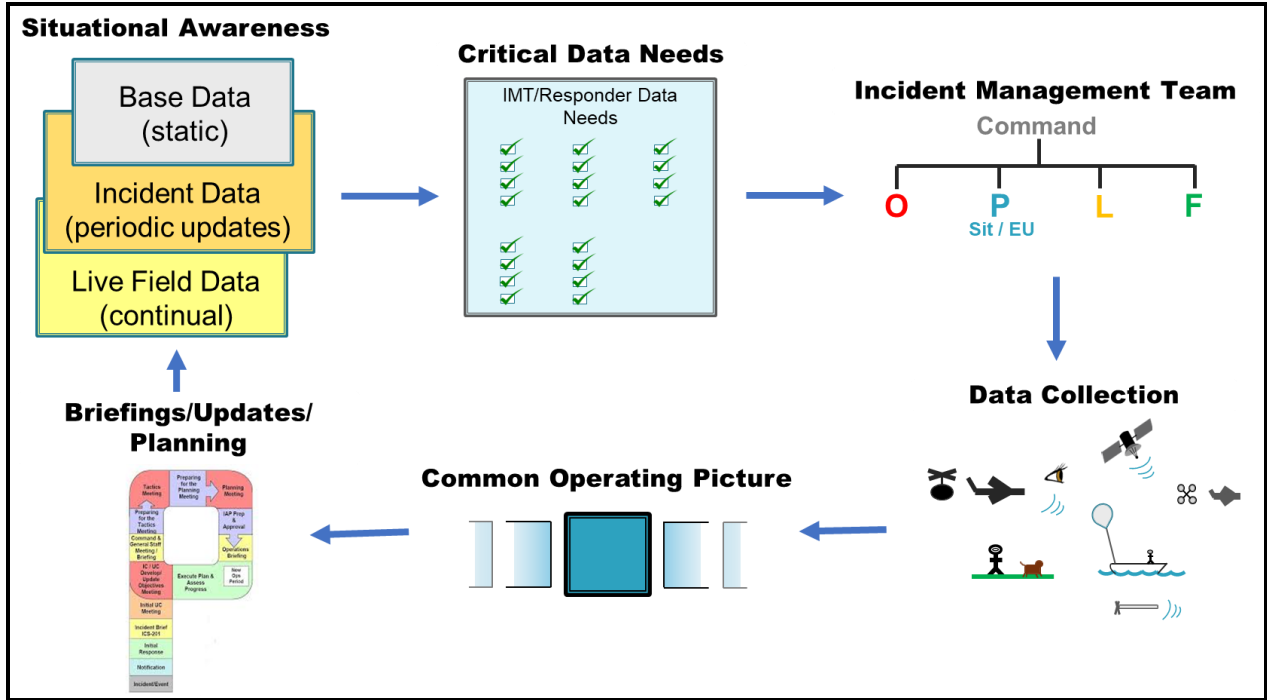 Situational Awareness
Base Data
(static)
Incident Data
(periodic updates)
Live Field Data
(continual)
Critical Data Needs
IMT/Responder Data
Needs
Incident Management Team
Command
O
P
L
F
Sit / EU
Data Collection
Common Operating Picture
Briefings/Updates/
Planning
Tactics
Meeting
Preparing
for the
Planning
Meeting
Planning
Meeting
Preparing
for the
Tactics
Meeting
IAP Prep
&
Approval
Command &
General Staff
Meeting /
Briefing
Operations
Briefing
IC / UC
Develop/
Update
Objectives
Meeting
Execute Plan &
Assess
Progress
New
Ops
Period
Initial UC
Meeting
Incident Brief
ICS-201
Initial
Response
Notification
Incident/Event